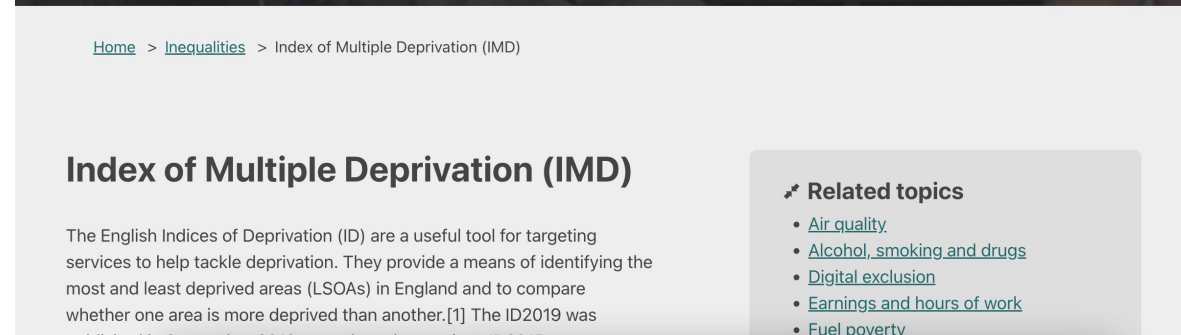 Home > Inequalities > Index of Multiple Deprivation (IMD)
Index of Multiple Deprivation (IMD)
The English Indices of Deprivation (ID) are a useful tool for targeting
services to help tackle deprivation. They provide a means of identifying the
most and least deprived areas (LSOAs) in England and to compare
whether one area is more deprived than another.[1] The ID2019 was
Related topics
• Air quality
• Alcohol, smoking and drugs
• Digital exclusion
• Earnings and hours of work
• Fuel poverty